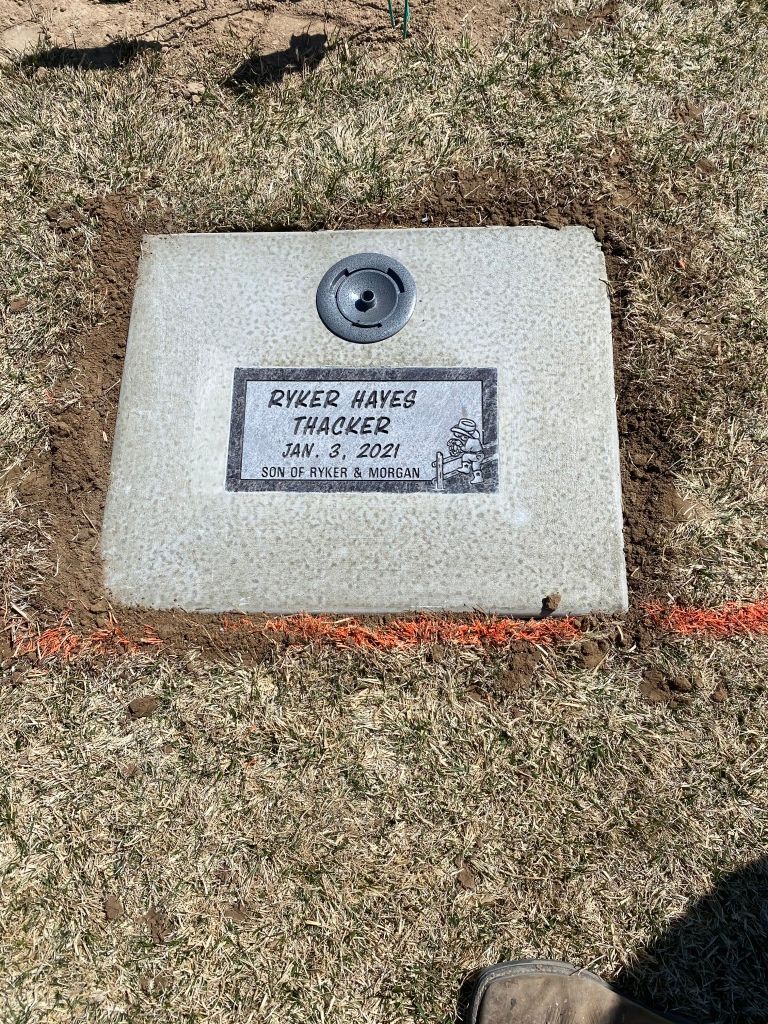 RYKER HAYES
THACKER
JAN. 3, 2021
SON OF RYKER & MORGAN